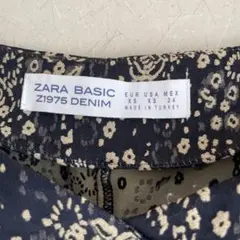 ZARA BASIC
Z1975 DENIM
EUR USA MEX
XS XS 24
MADE IN TURKEY